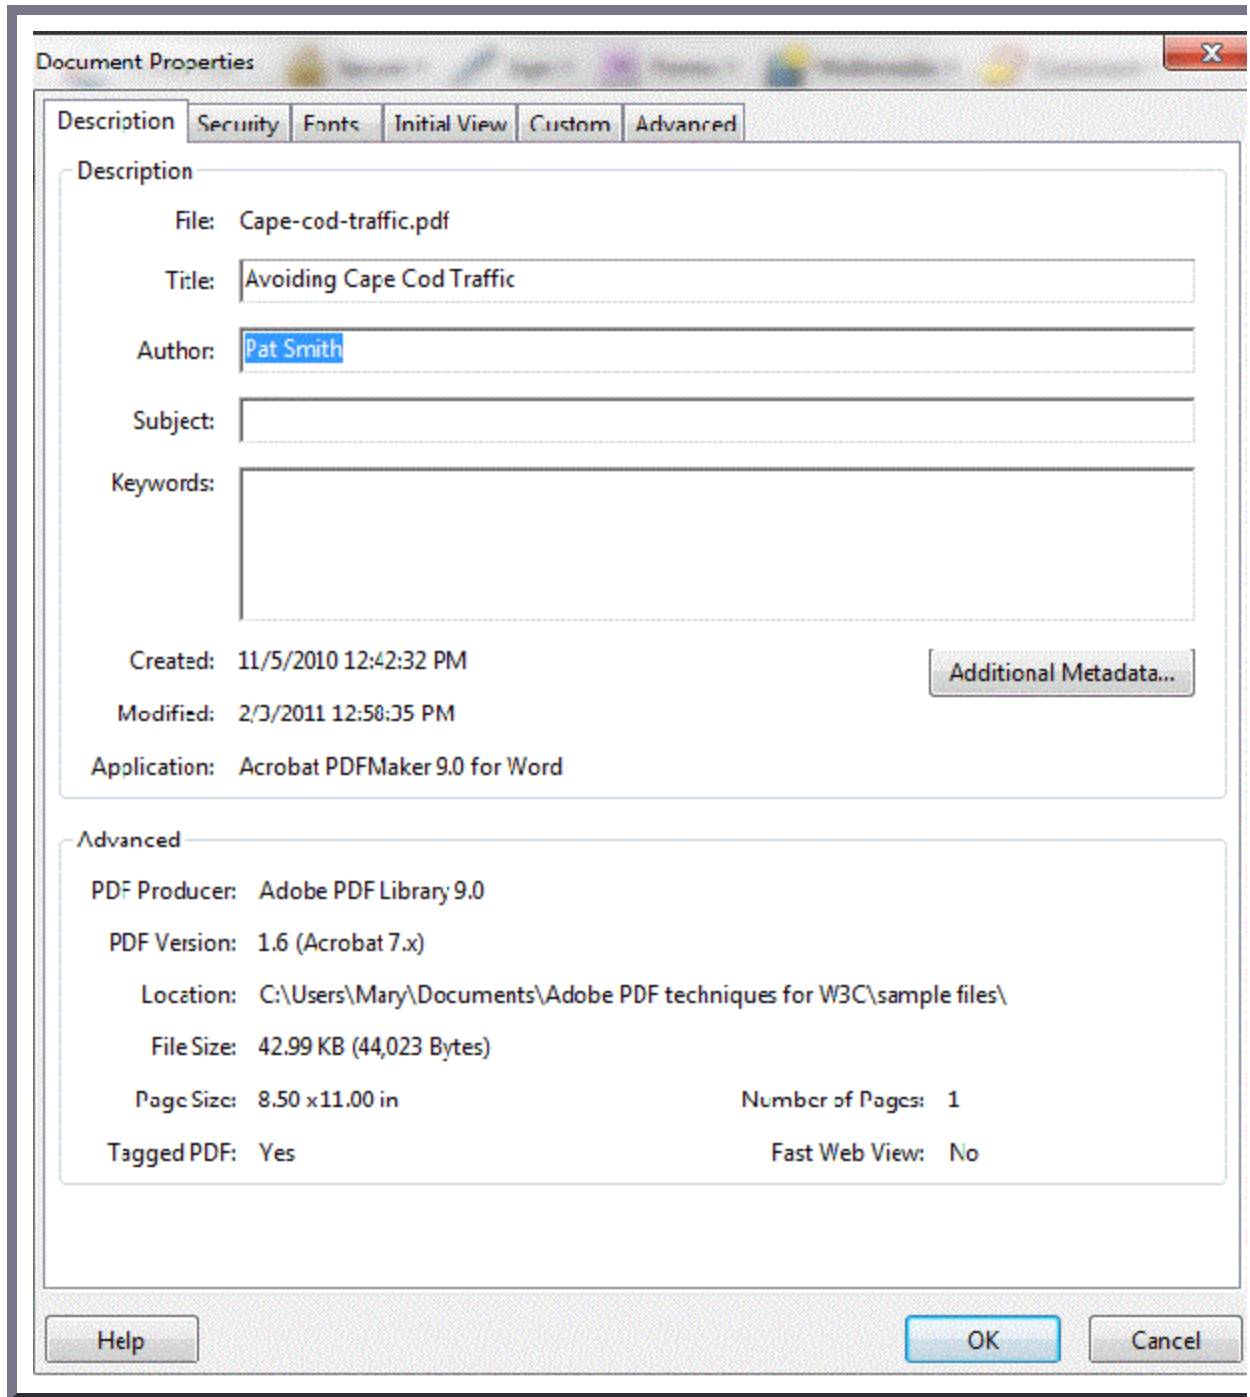 Document Properties
Description Security Fonts Initial View Custom Advanced
Description
File: Cape-cod-traffic.pdf
Title: Avoiding Cape Cod Traffic
Author: Pat Smith
Subject:
Keywords:
Created: 11/5/2010 12:42:32 PM
Additional Metadata...
Modified: 2/3/2011 12:58:35 PM
Application: Acrobat PDFMaker 9.0 for Word
Advanced
PDF Producer: Adobe PDF Library 9.0
PDF Version: 1.6 (Acrobat 7.x)
Location: C:\Users\Mary\Documents\Adobe PDF techniques for W3C\sample files\
File Size: 42.99 KB (44,023 Bytes)
Page Size: 8.50 x 11.00 in Number of Pages: 1
Tagged PDF: Yes Fast Web View: No
Help OK Cancel